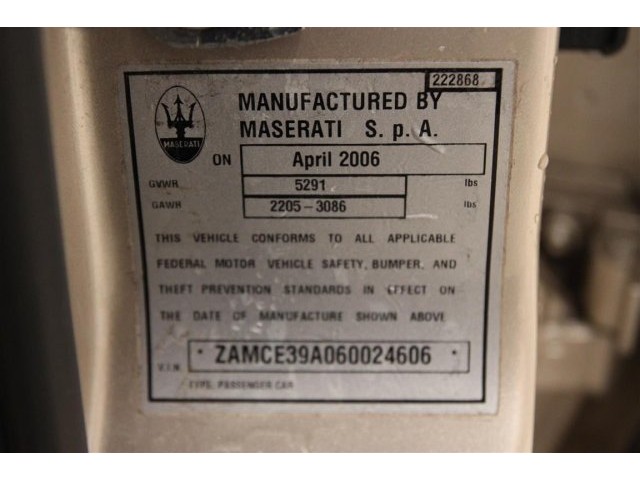 222868
MASERATI
MANUFACTURED BY
MASERATI S. p. A.
ON April 2006
GVWR 5291 lbs
GAWR 2205-3086 lbs
THIS VEHICLE CONFORMS TO ALL APPLICABLE
FEDERAL MOTOR VEHICLE SAFETY, BUMPER, AND
THEFT PREVENTION STANDARDS IN EFFECT ON
THE DATE OF MANUFACTURE SHOWN ABOVE
V.I.N. * ZAMCE39A060024606 *
TYPE: PASSENGER CAR